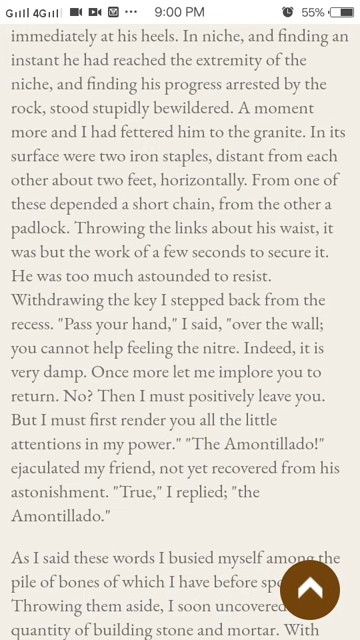 G 4G 9:00 PM 55%
immediately at his heels. In niche, and finding an
instant he had reached the extremity of the
niche, and finding his progress arrested by the
rock, stood stupidly bewildered. A moment
more and I had fettered him to the granite. In its
surface were two iron staples, distant from each
other about two feet, horizontally. From one of
these depended a short chain, from the other a
padlock. Throwing the links about his waist, it
was but the work of a few seconds to secure it.
He was too much astounded to resist.
Withdrawing the key I stepped back from the
recess. "Pass your hand," I said, "over the wall;
you cannot help feeling the nitre. Indeed, it is
very damp. Once more let me implore you to
return. No? Then I must positively leave you.
But I must first render you all the little
attentions in my power." "The Amontillado!"
ejaculated my friend, not yet recovered from his
astonishment. "True," I replied; "the
Amontillado."
As I said these words I busied myself among the
pile of bones of which I have before
Throwing them aside, I soon uncovered
quantity of building stone and mortar. With